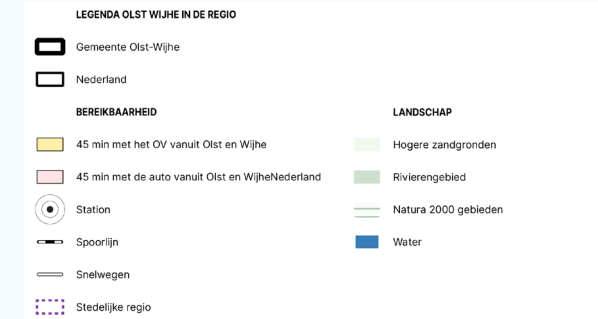 LEGENDA OLST WIJHE IN DE REGIO
Gemeente Olst-Wijhe
Nederland
BEREIKBAARHEID
45 min met het OV vanuit Olst en Wijhe
45 min met de auto vanuit Olst en WijheNederland
Station
Spoorlijn
Snelwegen
Stedelijke regio
LANDSCHAP
Hogere zandgronden
Rivierengebied
Natura 2000 gebieden
Water